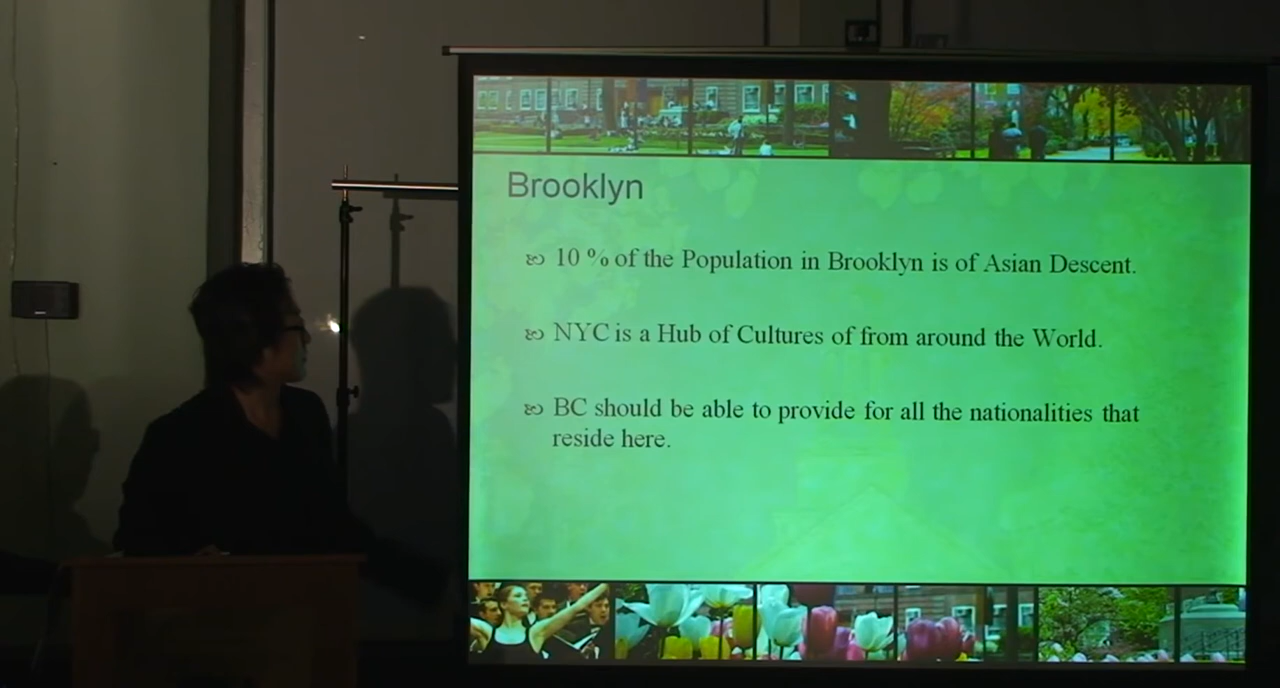 Brooklyn
10 % of the Population in Brooklyn is of Asian Descent.
NYC is a Hub of Cultures of from around the World.
BC should be able to provide for all the nationalities that
reside here.